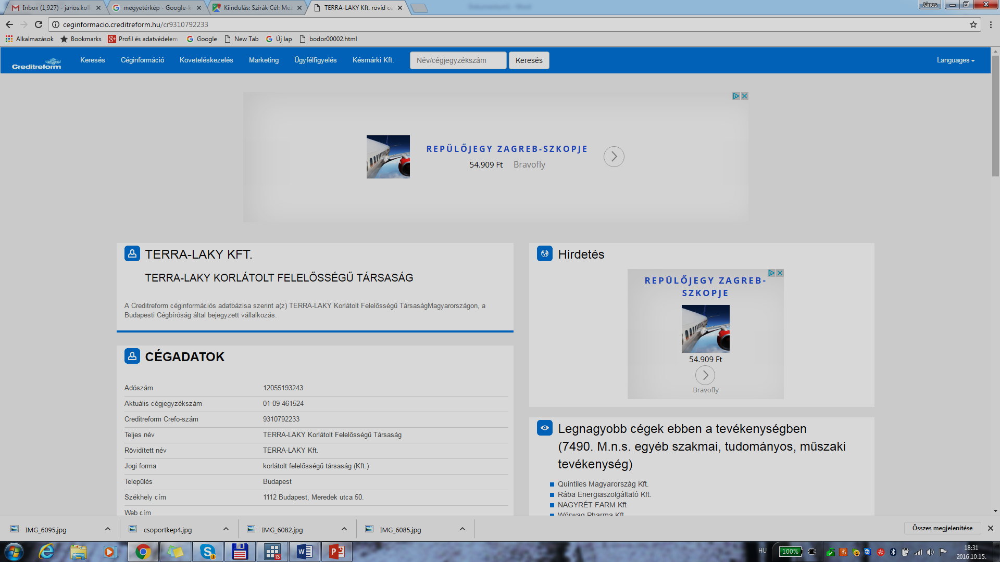 Inbox (1,927) - janos.koll
megyetérkép - Google-k
Kiindulás: Szirák Cél: Mez
TERRA-LAKY Kft. rövid cé
János
ceginformacio.creditreform.hu/cr9310792233
Alkalmazások
Bookmarks
Profil és adatvédelem
Google
New Tab
Új lap
bodor00002.html
Creditreform
Keresés
Céginformáció
Követeléskezelés
Marketing
Ügyfélfigyelés
Késmárki Kft.
Név/cégjegyzékszám
Keresés
Languages
REPÜLŐJEGY ZAGREB-SZKOPJE
54.909 Ft Bravofly
TERRA-LAKY KFT.
TERRA-LAKY KORLÁTOLT FELELŐSSÉGŰ TÁRSASÁG
A Creditreform céginformációs adatbázisa szerint a(z) TERRA-LAKY Korlátolt Felelősségű TársaságMagyarországon, a
Budapesti Cégbíróság által bejegyzett vállalkozás.
CÉGADATOK
Adószám 12055193243
Aktuális cégjegyzékszám 01 09 461524
Creditreform Crefo-szám 9310792233
Teljes név TERRA-LAKY Korlátolt Felelősségű Társaság
Rövidített név TERRA-LAKY Kft.
Jogi forma korlátolt felelősségű társaság (Kft.)
Település Budapest
Székhely cím 1112 Budapest, Meredek utca 50.
Web cím
Hirdetés
REPÜLŐJEGY ZAGREB-
SZKOPJE
54.909 Ft
Bravofly
Legnagyobb cégek ebben a tevékenységben
(7490. M.n.s. egyéb szakmai, tudományos, műszaki
tevékenység)
Quintiles Magyarország Kft.
Rába Energiaszolgáltató Kft.
NAGYRÉT FARM Kft
Wörwag Pharma Kft.
IMG_6095.jpg
csoportkep4.jpg
IMG_6082.jpg
IMG_6085.jpg
Összes megjelenítése
HU
100%
18:31
2016.10.15.